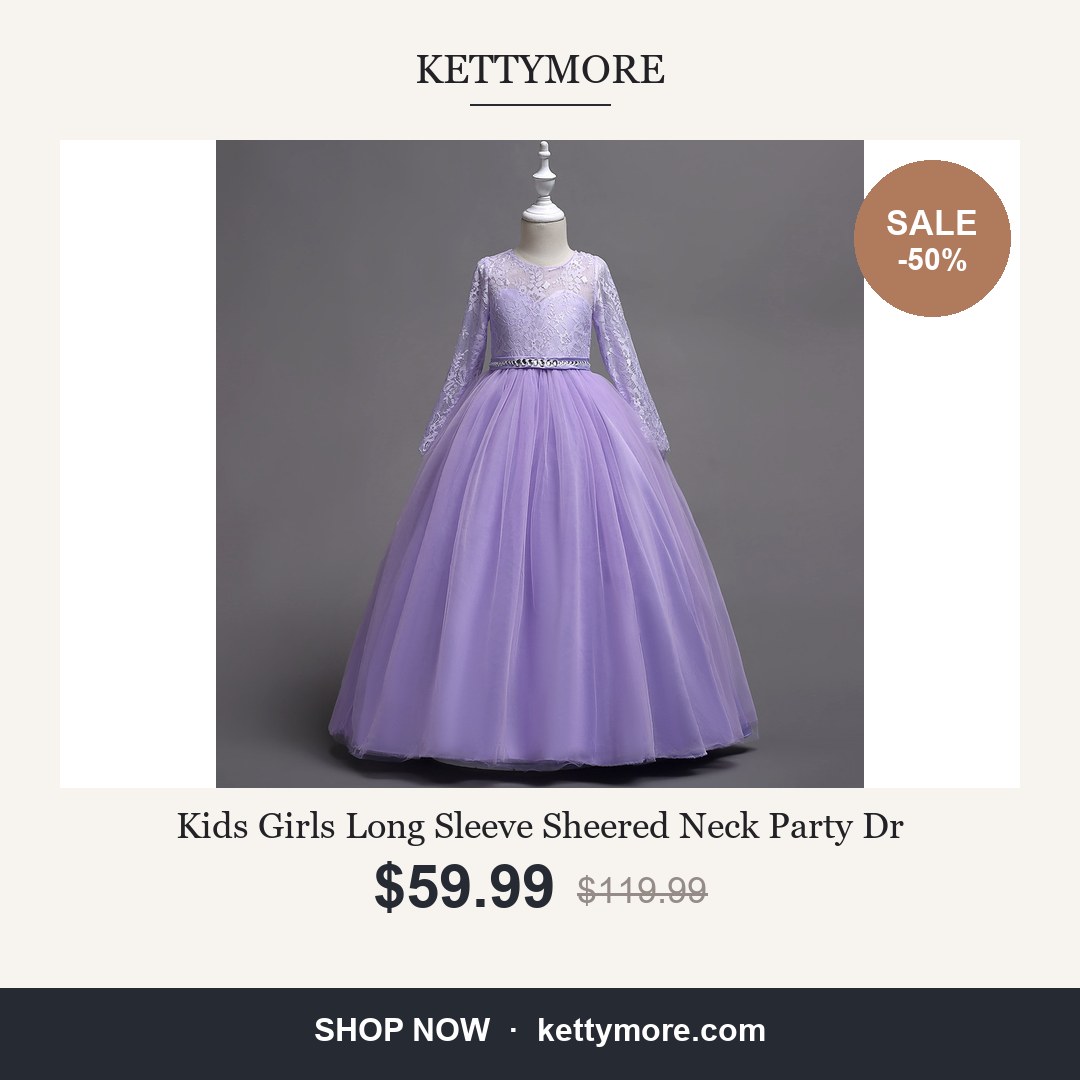 KETTYMORE
SALE
-50%
Kids Girls Long Sleeve Sheered Neck Party Dr
$59.99 $119.99
SHOP NOW · kettymore.com